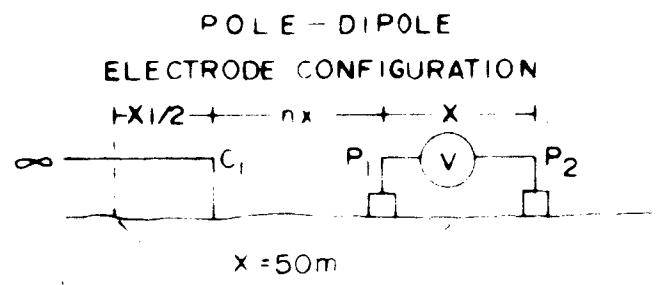 POLE-DIPOLE
ELECTRODE CONFIGURATION
X1/2 nx X
∞ C1 P1 V P2
x = 50m